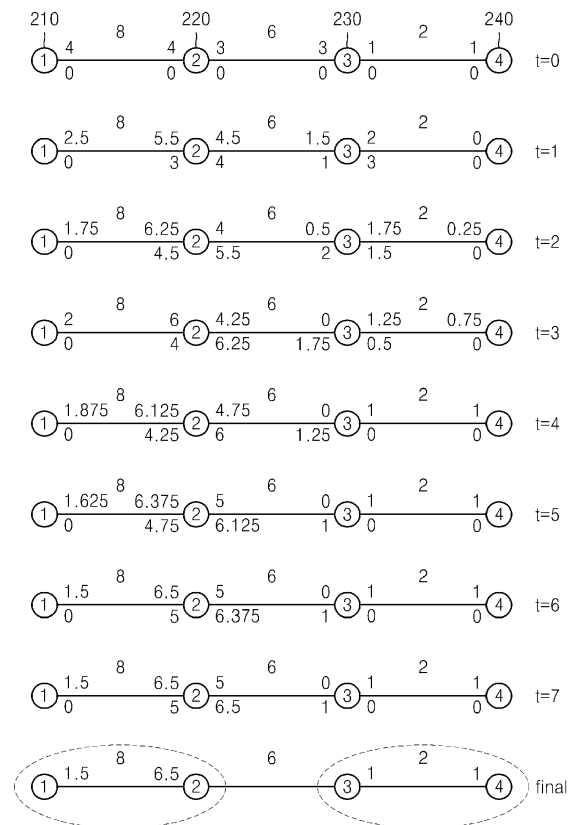 210 220 230 240
8 6 2
4 4 3 3 1 1
1 2 3 4 t=0
0 0 0 0 0 0
8 6 2
2.5 5.5 4.5 1.5 2 0
1 2 3 4 t=1
0 3 4 1 3 0
8 6 2
1.75 6.25 4 0.5 1.75 0.25
1 2 3 4 t=2
0 4.5 5.5 2 1.5 0
8 6 2
2 6 4.25 0 1.25 0.75
1 2 3 4 t=3
0 4 6.25 1.75 0.5 0
8 6 2
1.875 6.125 4.75 0 1 1
1 2 3 4 t=4
0 4.25 6 1.25 0 0
8 6 2
1.625 6.375 5 0 1 1
1 2 3 4 t=5
0 4.75 6.125 1 0 0
8 6 2
1.5 6.5 5 0 1 1
1 2 3 4 t=6
0 5 6.375 1 0 0
8 6 2
1.5 6.5 5 0 1 1
1 2 3 4 t=7
0 5 6.5 1 0 0
8 6 2
1.5 6.5 1 1
1 2 3 4 final